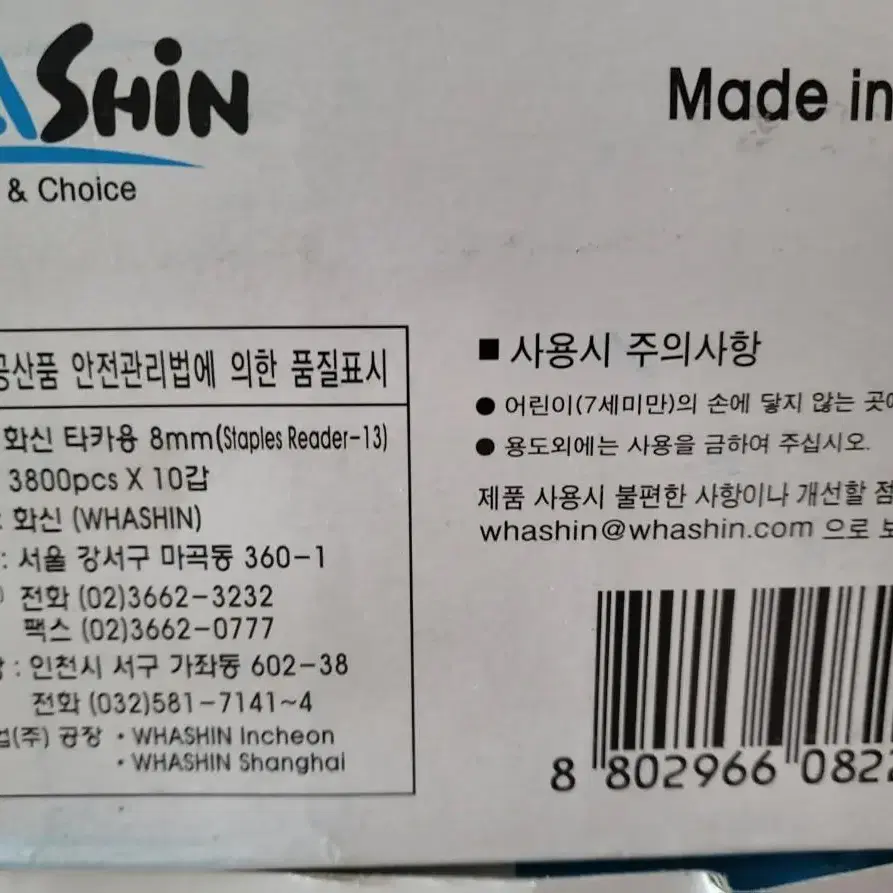 ASHiN
& Choice
Made in
공산품 안전관리법에 의한 품질표시
화신 타카용 8mm(Staples Reader-13)
3800pcs X 10갑
: 화신 (WHASHIN)
: 서울 강서구 마곡동 360-1
전화 (02)3662-3232
팩스 (02)3662-0777
: 인천시 서구 가좌동 602-38
전화 (032)581-7141~4
(주) 공장 · WHASHIN Incheon
· WHASHIN Shanghai
■ 사용시 주의사항
● 어린이(7세미만)의 손에 닿지 않는 곳에
● 용도외에는 사용을 금하여 주십시오.
제품 사용시 불편한 사항이나 개선할 점
whashin@whashin.com 으로 보
8 802966 0822